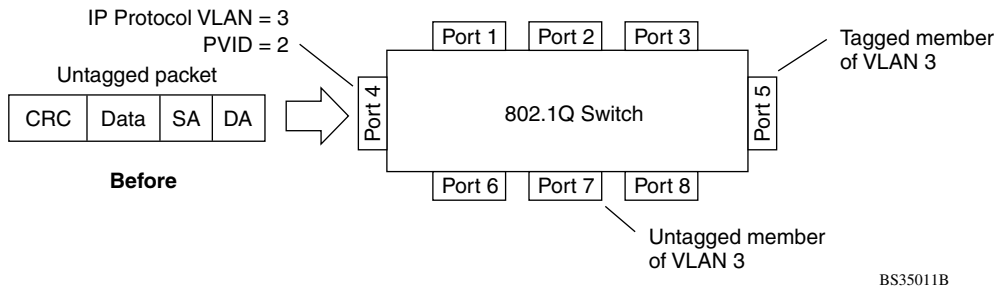 IP Protocol VLAN = 3
PVID = 2
Untagged packet
CRC Data SA DA
Before
Port 1 Port 2 Port 3
Port 4
802.1Q Switch
Port 5
Port 6 Port 7 Port 8
Tagged member
of VLAN 3
Untagged member
of VLAN 3
BS35011B